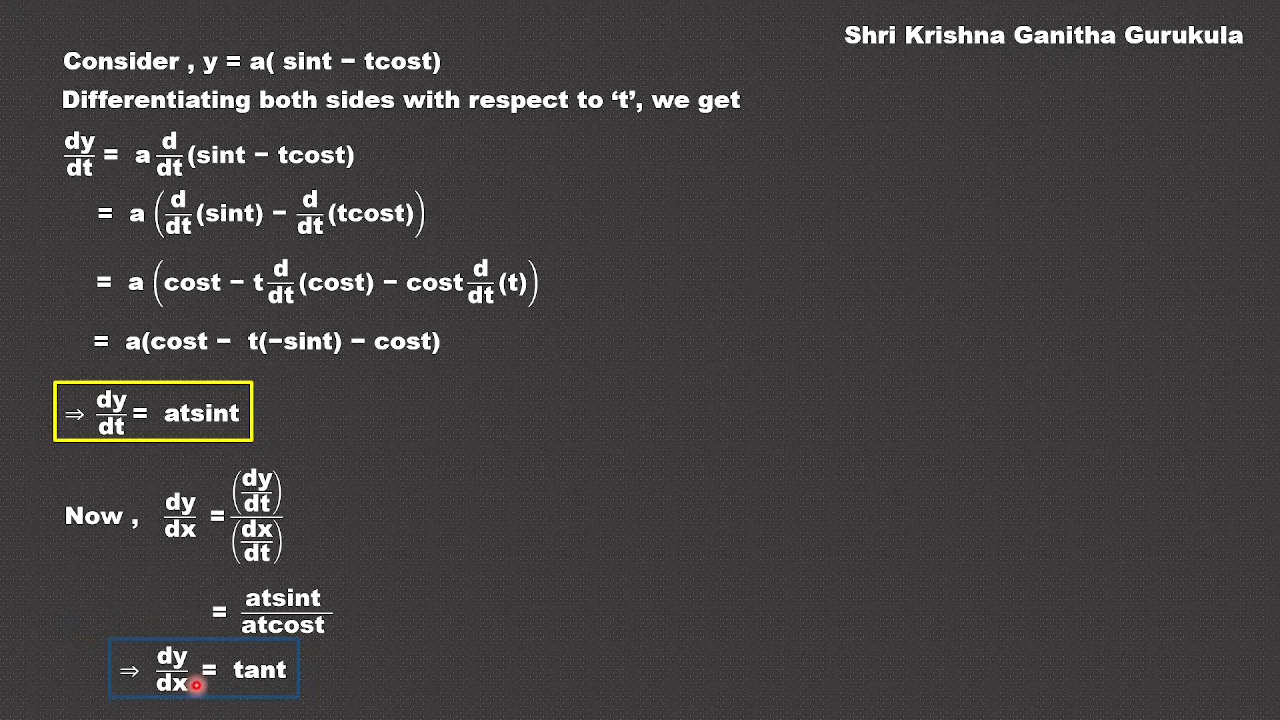 Shri Krishna Ganitha Gurukula
Consider , y = a( sint − tcost)
Differentiating both sides with respect to ‘t’, we get
dy/dt = a d/dt (sint − tcost)
= a ( d/dt (sint) − d/dt (tcost) )
= a ( cost − t d/dt (cost) − cost d/dt (t) )
= a(cost − t(−sint) − cost)
⇒ dy/dt = atsint
Now , dy/dx = (dy/dt) / (dx/dt)
= atsint / atcost
⇒ dy/dx = tant